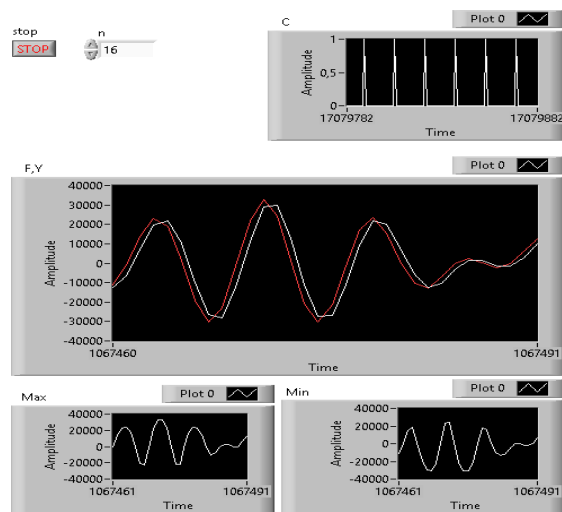 stop
STOP
n
16
C
Plot 0
Amplitude
1
0,5
0
17079782
17079882
Time
F,Y
Plot 0
Amplitude
40000
30000
20000
10000
0
-10000
-20000
-30000
-40000
1067460
1067491
Time
Max
Plot 0
Amplitude
40000
20000
0
-20000
-40000
1067461
1067491
Time
Min
Plot 0
Amplitude
40000
20000
0
-20000
-40000
1067461
1067491
Time